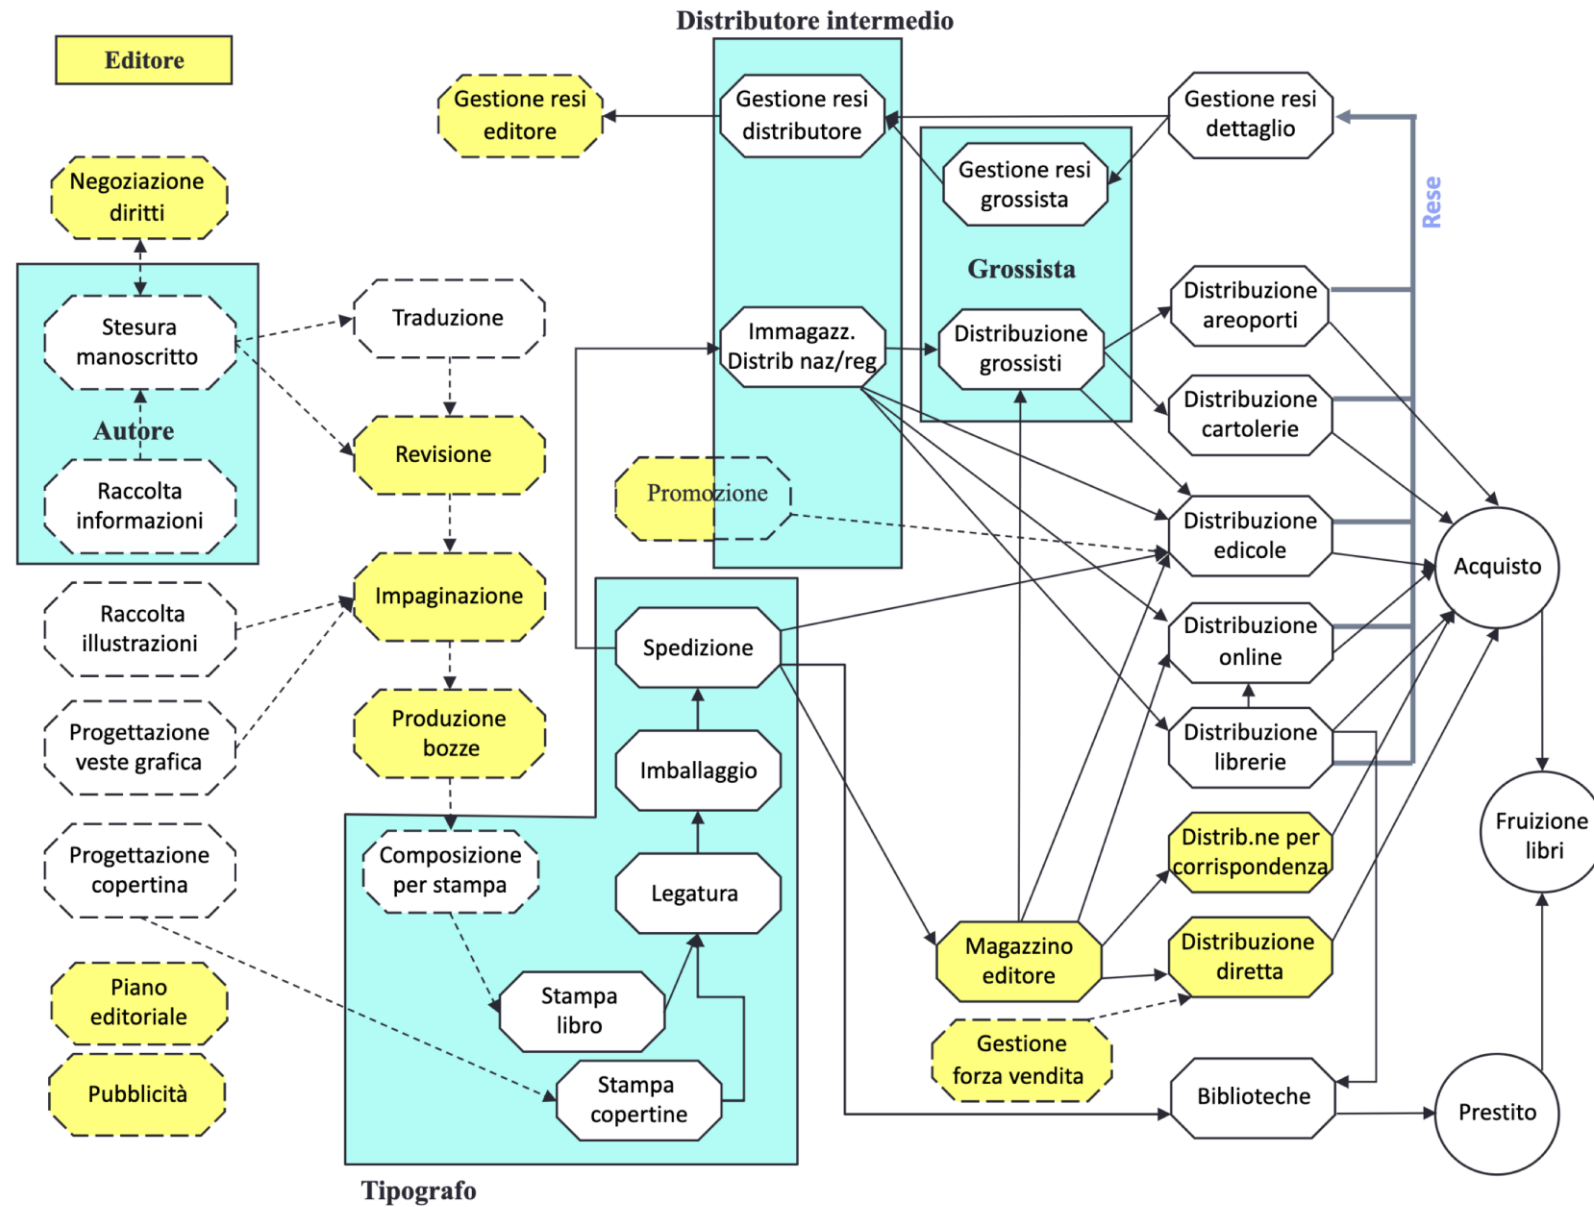 Distributore intermedio
Editore
Gestione resi
editore
Gestione resi
distributore
Gestione resi
dettaglio
Gestione resi
grossista
Rese
Negoziazione
diritti
Grossista
Stesura
manoscritto
Traduzione
Immagazz.
Distrib naz/reg
Distribuzione
grossisti
Distribuzione
areoporti
Distribuzione
cartolerie
Autore
Revisione
Raccolta
informazioni
Promozione
Distribuzione
edicole
Acquisto
Raccolta
illustrazioni
Impaginazione
Spedizione
Distribuzione
online
Progettazione
veste grafica
Produzione
bozze
Imballaggio
Distribuzione
librerie
Fruizione
libri
Progettazione
copertina
Composizione
per stampa
Legatura
Distrib.ne per
corrispondenza
Magazzino
editore
Distribuzione
diretta
Piano
editoriale
Stampa
libro
Gestione
forza vendita
Pubblicità
Stampa
copertine
Biblioteche
Prestito
Tipografo